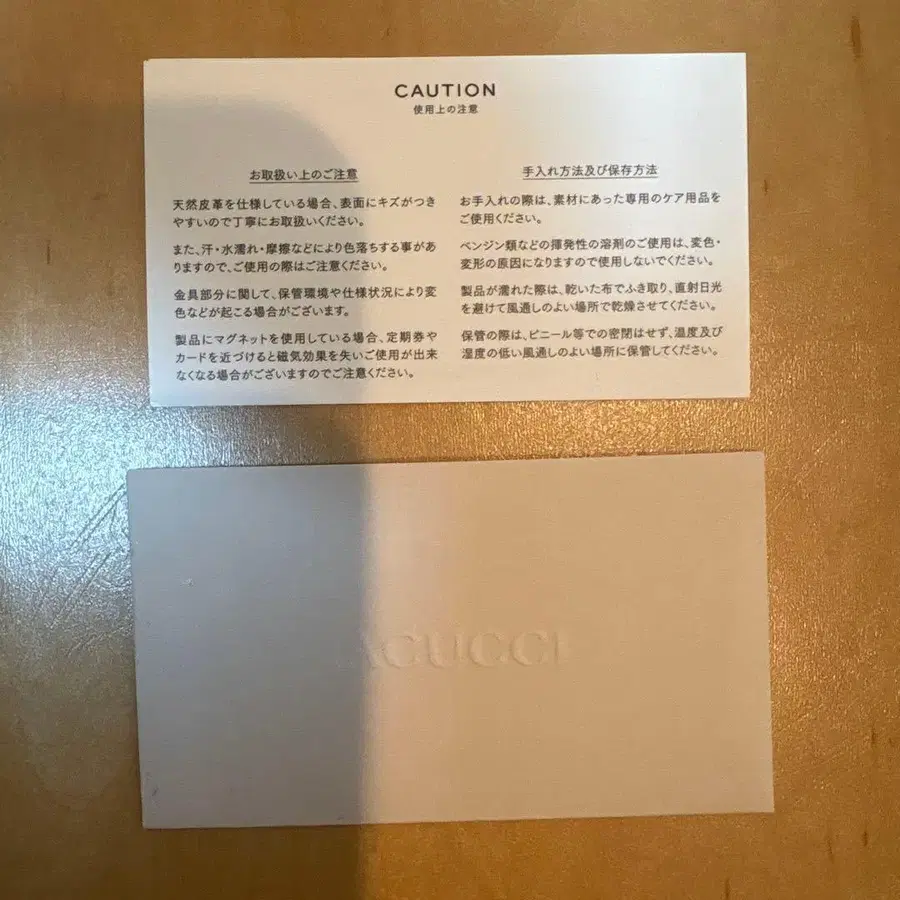 CAUTION
使用上の注意
お取扱い上のご注意
天然皮革を仕様している場合、表面にキズがつき
やすいので丁寧にお取扱いください。
また、汗・水濡れ・摩擦などにより色落ちする事があ
りますので、ご使用の際はご注意ください。
金具部分に関して、保管環境や仕様状況により変
色などが起こる場合がございます。
製品にマグネットを使用している場合、定期券や
カードを近づけると磁気効果を失いご使用が出来
なくなる場合がございますのでご注意ください。
手入れ方法及び保存方法
お手入れの際は、素材にあった専用のケア用品を
ご使用ください。
ベンジン類などの揮発性の溶剤のご使用は、変色・
変形の原因になりますので使用しないでください。
製品が濡れた際は、乾いた布でふき取り、直射日光
を避けて風通しのよい場所で乾燥させてください。
保管の際は、ビニール等での密閉はせず、温度及び
湿度の低い風通しのよい場所に保管してください。